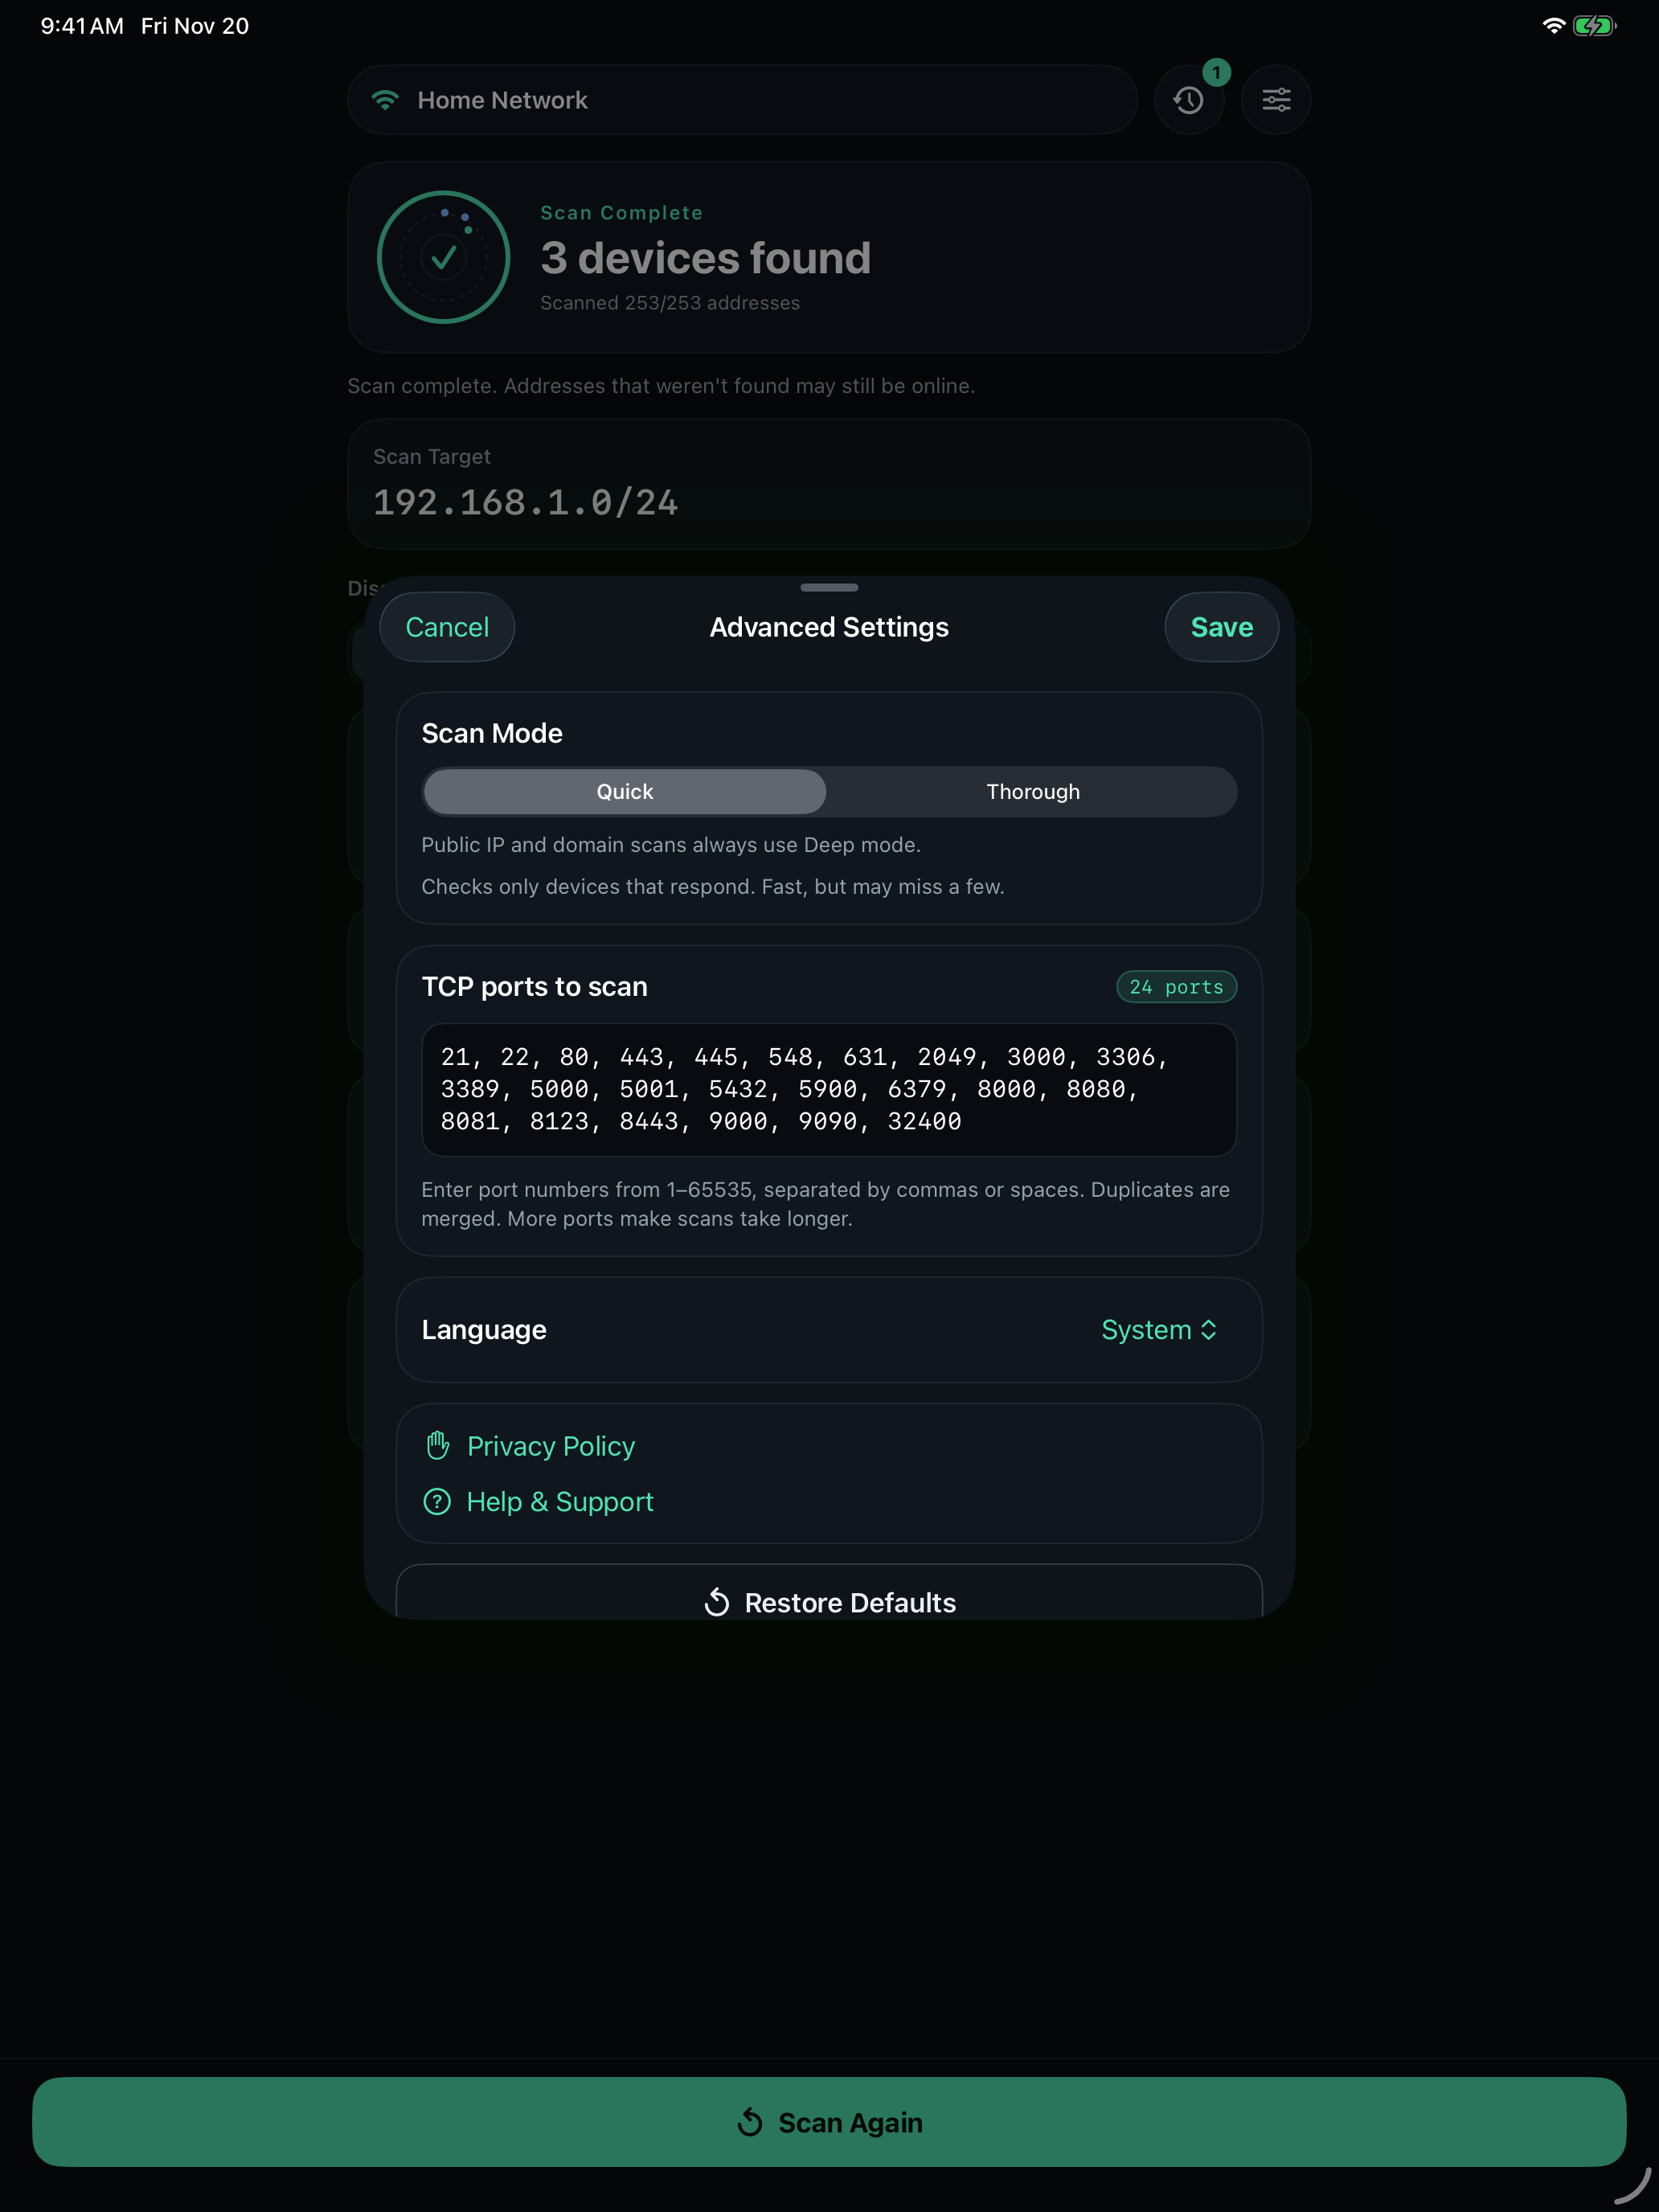 9:41 AM Fri Nov 20
Home Network
1
Scan Complete
3 devices found
Scanned 253/253 addresses
Scan complete. Addresses that weren't found may still be online.
Scan Target
192.168.1.0/24
Cancel
Advanced Settings
Save
Scan Mode
Quick
Thorough
Public IP and domain scans always use Deep mode.
Checks only devices that respond. Fast, but may miss a few.
TCP ports to scan
24 ports
21, 22, 80, 443, 445, 548, 631, 2049, 3000, 3306,
3389, 5000, 5001, 5432, 5900, 6379, 8000, 8080,
8081, 8123, 8443, 9000, 9090, 32400
Enter port numbers from 1–65535, separated by commas or spaces. Duplicates are
merged. More ports make scans take longer.
Language
System
Privacy Policy
Help & Support
Restore Defaults
Scan Again